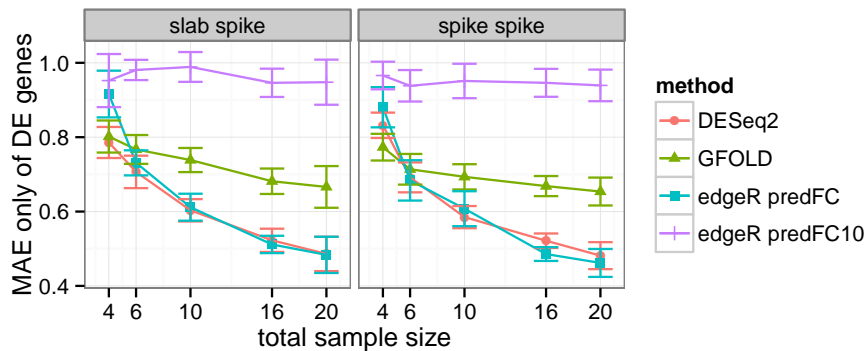 slab spike
spike spike
MAE only of DE genes
1.0
0.8
0.6
0.4
4 6 10 16 20
4 6 10 16 20
total sample size
method
DESeq2
GFOLD
edgeR predFC
edgeR predFC10